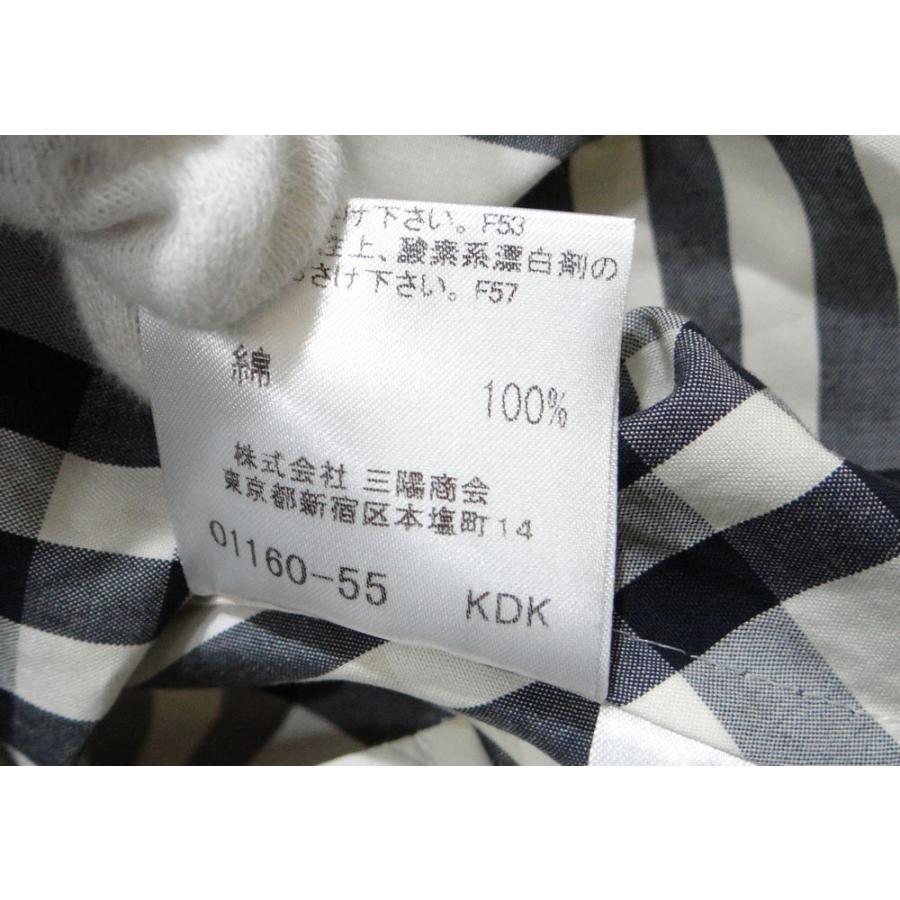 け下さい。F53
上、酸素系漂白剤の
さけ下さい。F57
綿
100%
株式会社 三陽商会
東京都新宿区本塩町14
01160-55 KDK